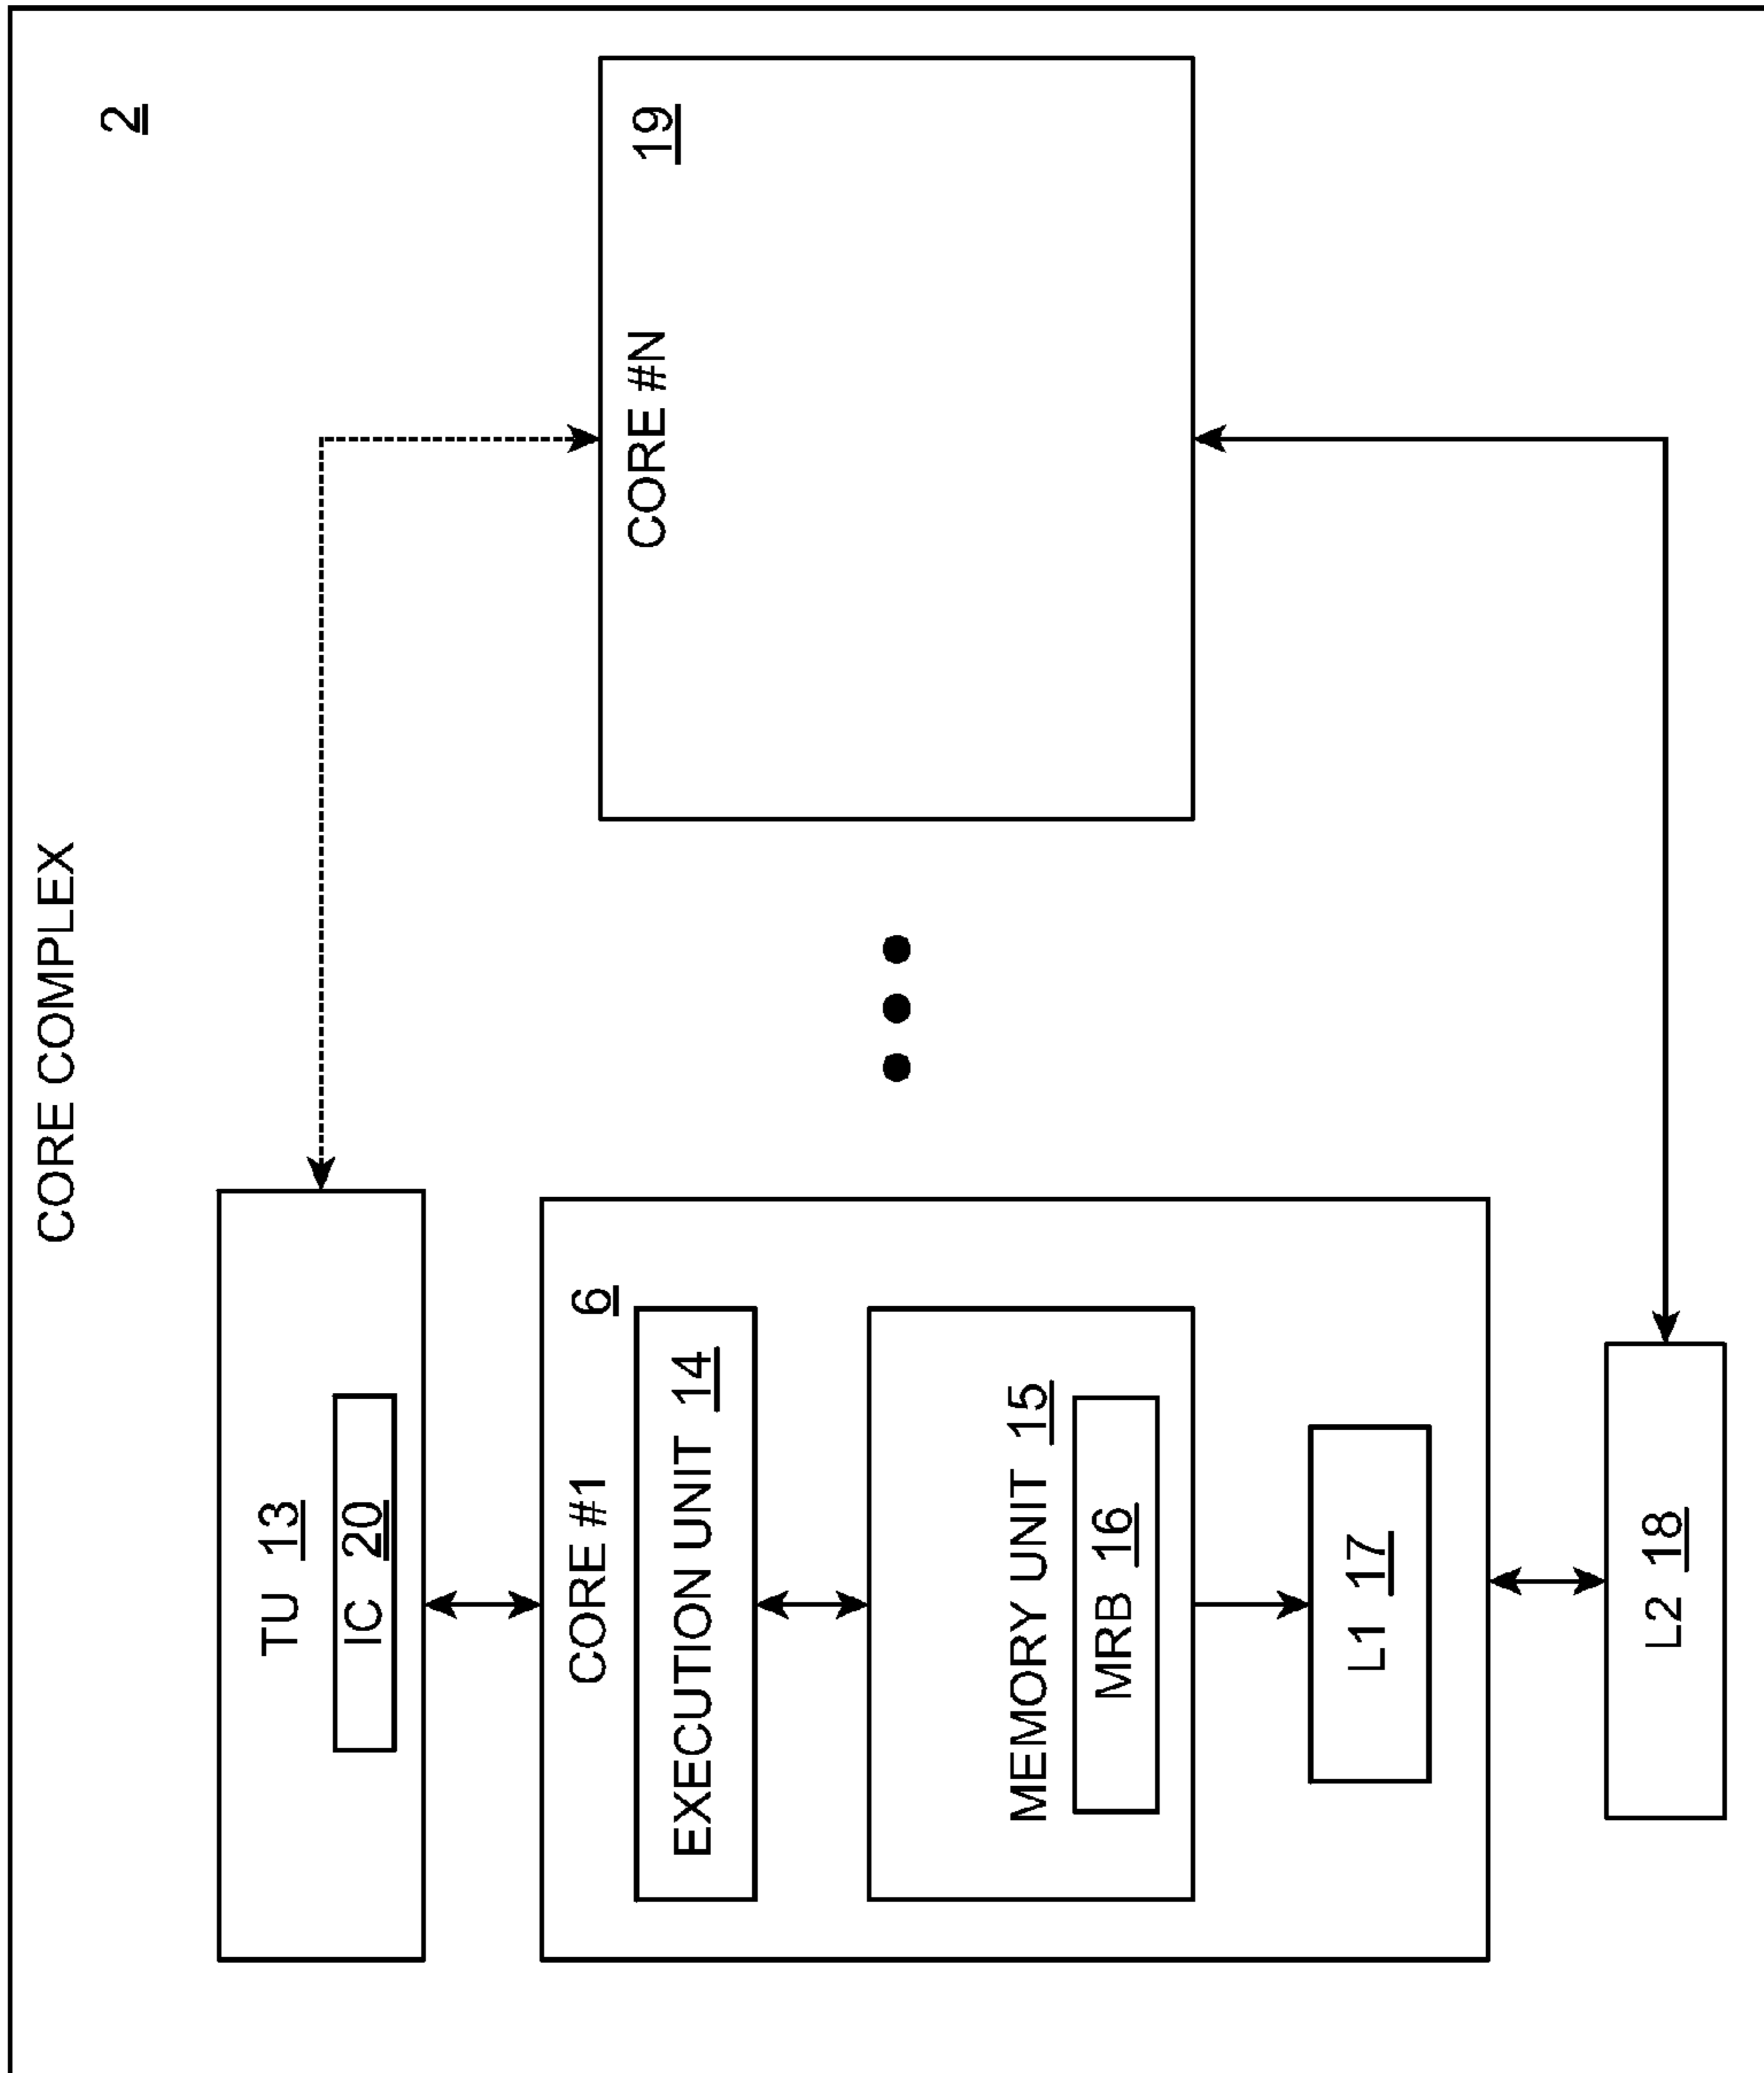 CORE COMPLEX
2
TU 13
IC 20
CORE #1
6
EXECUTION UNIT 14
MEMORY UNIT 15
MRB 16
L1 17
L2 18
CORE #N
19